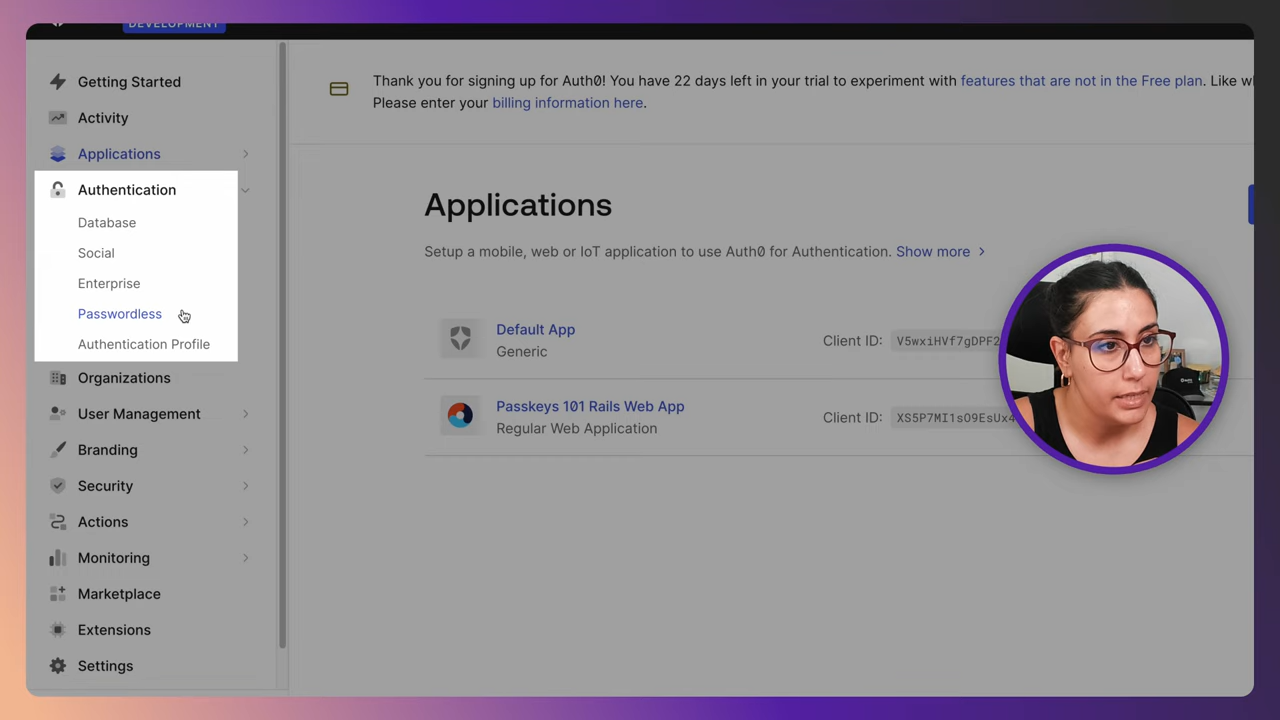 DEVELOPMENT
Getting Started
Activity
Applications
Authentication
Database
Social
Enterprise
Passwordless
Authentication Profile
Organizations
User Management
Branding
Security
Actions
Monitoring
Marketplace
Extensions
Settings
Thank you for signing up for Auth0! You have 22 days left in your trial to experiment with features that are not in the Free plan. Like
Please enter your billing information here.
Applications
Setup a mobile, web or IoT application to use Auth0 for Authentication. Show more
Default App
Generic
Client ID: V5wxiHVf7gDPF2
Passkeys 101 Rails Web App
Regular Web Application
Client ID: XS5P7MI1sO9EsUx4